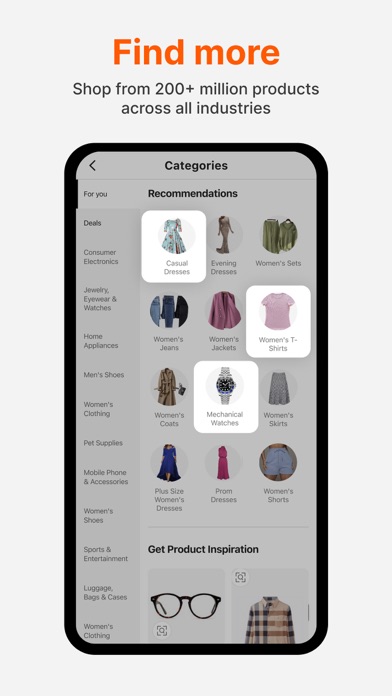 Find more
Shop from 200+ million products
across all industries
Categories
For you
Recommendations
Deals
Consumer
Electronics
Jewelry,
Eyewear &
Watches
Home
Appliances
Men's Shoes
Women's
Clothing
Pet Supplies
Mobile Phone
& Accessories
Women's
Shoes
Sports &
Entertainment
Luggage,
Bags & Cases
Women's
Clothing
Casual
Dresses
Evening
Dresses
Women's Sets
Women's
Jeans
Women's
Jackets
Women's T-
Shirts
Women's
Coats
Mechanical
Watches
Women's
Skirts
Plus Size
Women's
Dresses
Prom
Dresses
Women's
Shorts
Get Product Inspiration